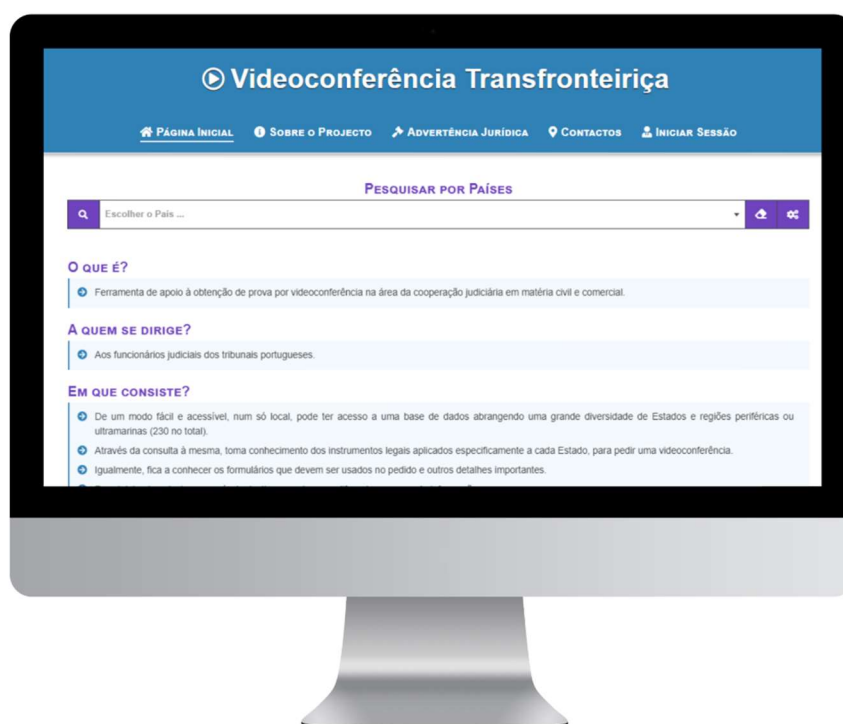 Videoconferência Transfronteiriça
Página Inicial Sobre o Projecto Advertência Jurídica Contactos Iniciar Sessão
Pesquisar por Países
Escolher o País ...
O que é?
Ferramenta de apoio à obtenção de prova por videoconferência na área da cooperação judiciária em matéria civil e comercial.
A quem se dirige?
Aos funcionários judiciais dos tribunais portugueses.
Em que consiste?
De um modo fácil e acessível, num só local, pode ter acesso a uma base de dados abrangendo uma grande diversidade de Estados e regiões periféricas ou
ultramarinas (230 no total).
Através da consulta à mesma, toma conhecimento dos instrumentos legais aplicados especificamente a cada Estado, para pedir uma videoconferência.
Igualmente, fica a conhecer os formulários que devem ser usados no pedido e outros detalhes importantes.